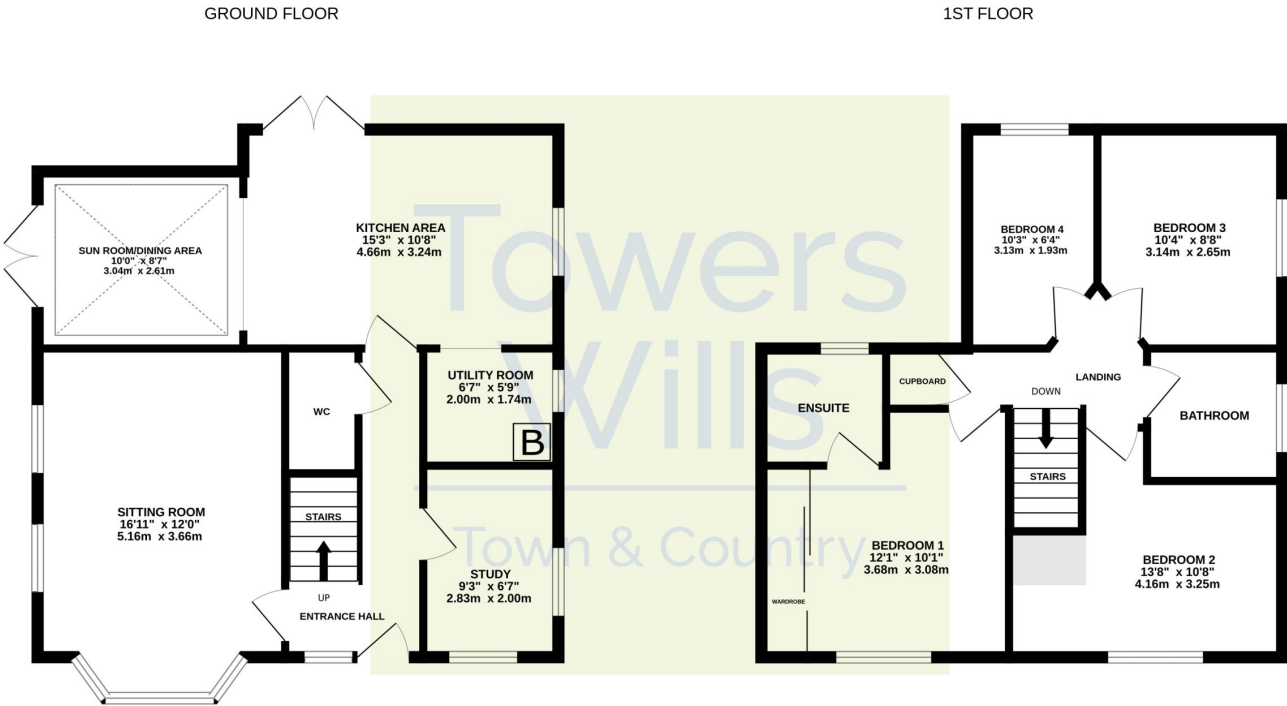 GROUND FLOOR
1ST FLOOR
SUN ROOM/DINING AREA
10'0" x 8'7"
3.04m x 2.61m
KITCHEN AREA
15'3" x 10'8"
4.66m x 3.24m
UTILITY ROOM
6'7" x 5'9"
2.00m x 1.74m
B
WC
SITTING ROOM
16'11" x 12'0"
5.16m x 3.66m
STAIRS
UP
ENTRANCE HALL
STUDY
9'3" x 6'7"
2.83m x 2.00m
BEDROOM 4
10'3" x 6'4"
3.13m x 1.93m
BEDROOM 3
10'4" x 8'8"
3.14m x 2.65m
CUPBOARD
LANDING
DOWN
ENSUITE
BATHROOM
STAIRS
BEDROOM 1
12'1" x 10'1"
3.68m x 3.08m
WARDROBE
BEDROOM 2
13'8" x 10'8"
4.16m x 3.25m
Towers
Wills
Town & Country